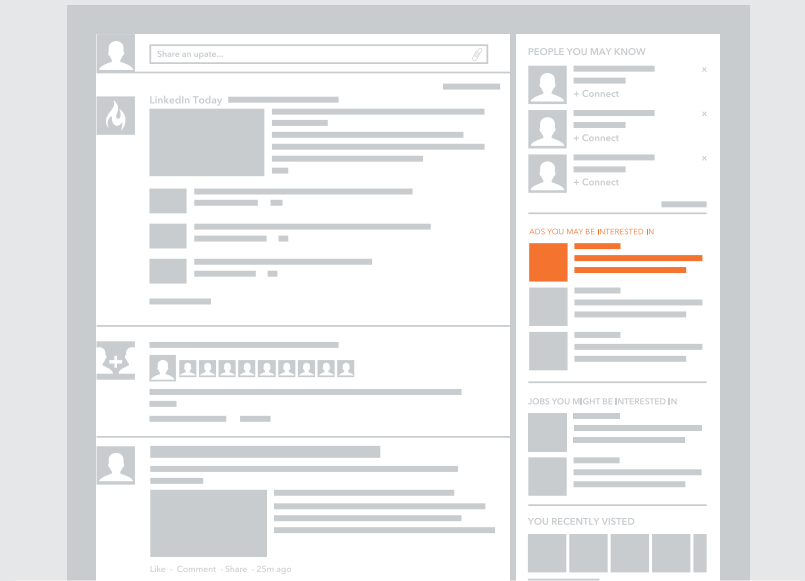 Share an upate...
LinkedIn Today
Like - Comment - Share - 25m ago
PEOPLE YOU MAY KNOW
x
+ Connect
x
+ Connect
x
+ Connect
ADS YOU MAY BE INTERESTED IN
JOBS YOU MIGHT BE INTERESTED IN
YOU RECENTLY VISTED